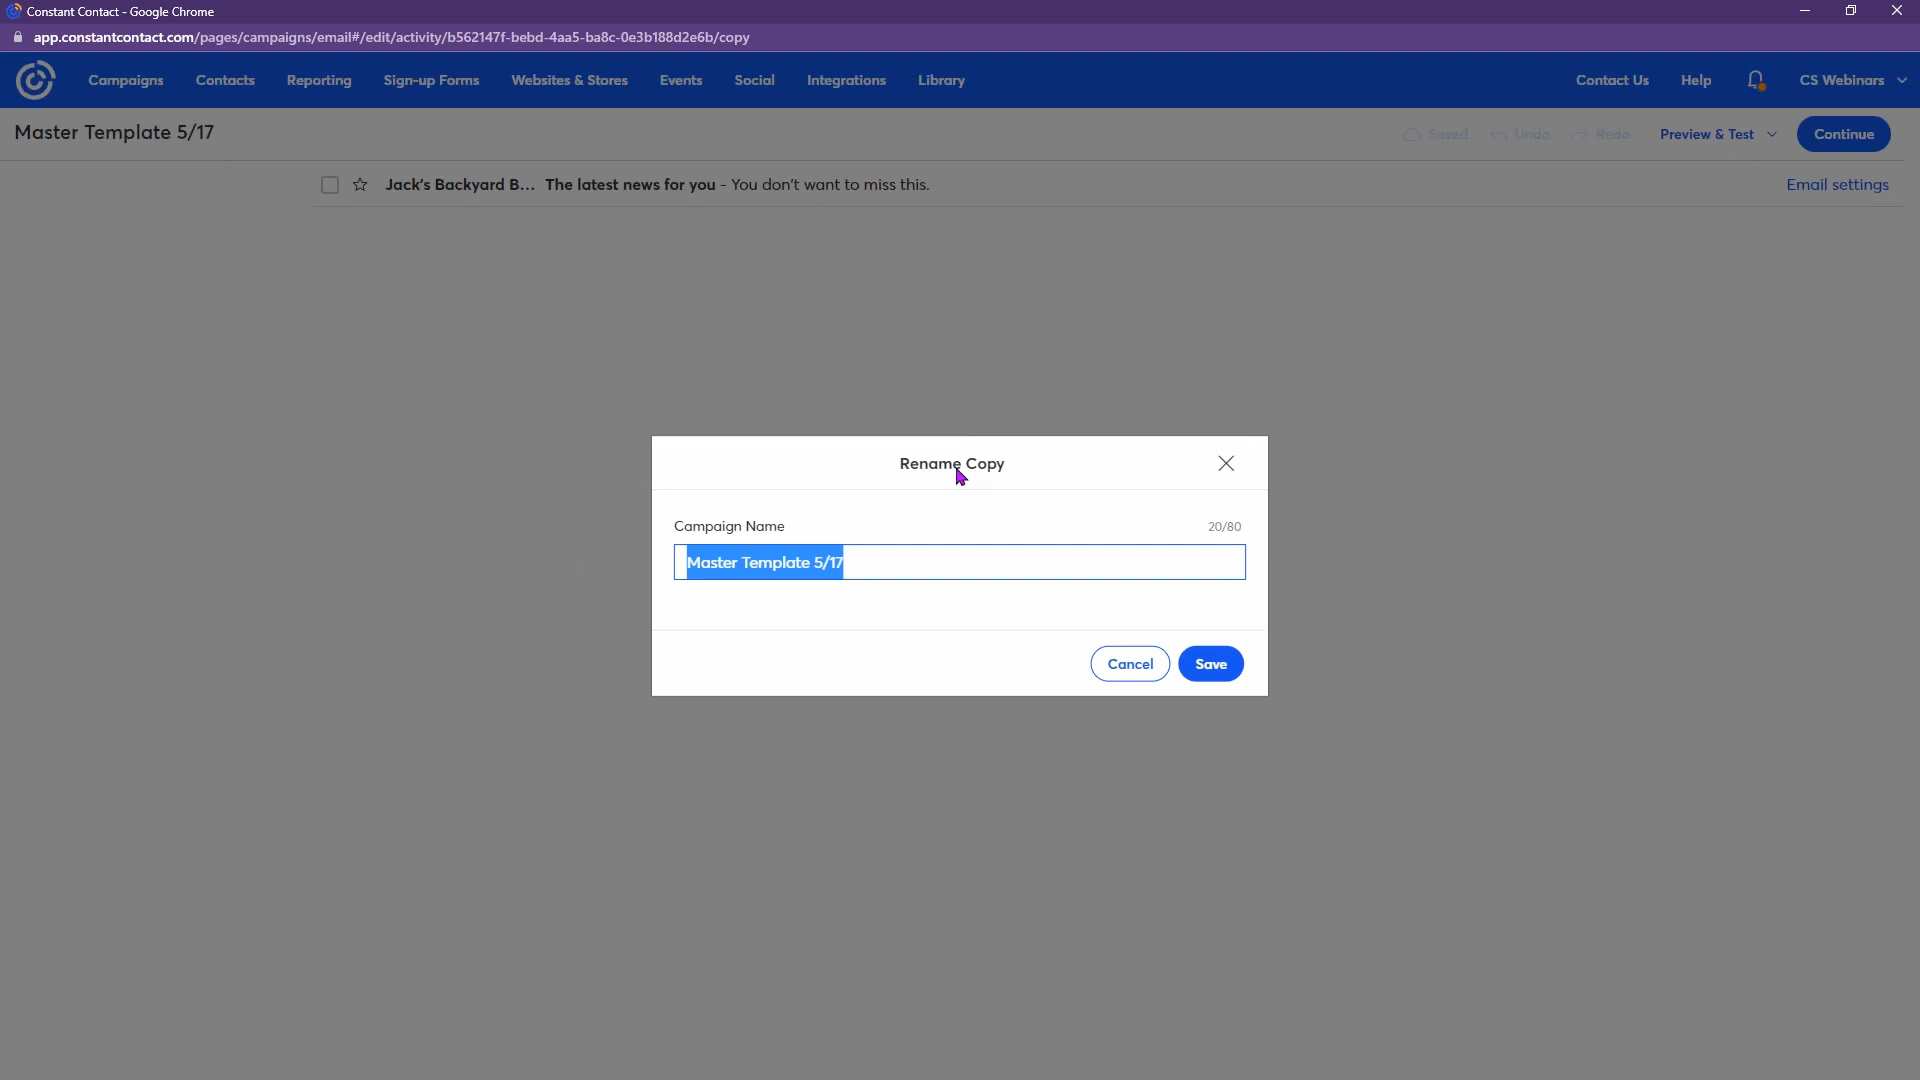 Constant Contact - Google Chrome
app.constantcontact.com/pages/campaigns/email#/edit/activity/b562147f-bebd-4aa5-ba8c-0e3b188d2e6b/copy
Campaigns Contacts Reporting Sign-up Forms Websites & Stores Events Social Integrations Library Contact Us Help CS Webinars
Master Template 5/17 Saved Undo Redo Preview & Test Continue
Jack's Backyard B... The latest news for you - You don't want to miss this. Email settings
Rename Copy
Campaign Name 20/80
Master Template 5/17
Cancel Save